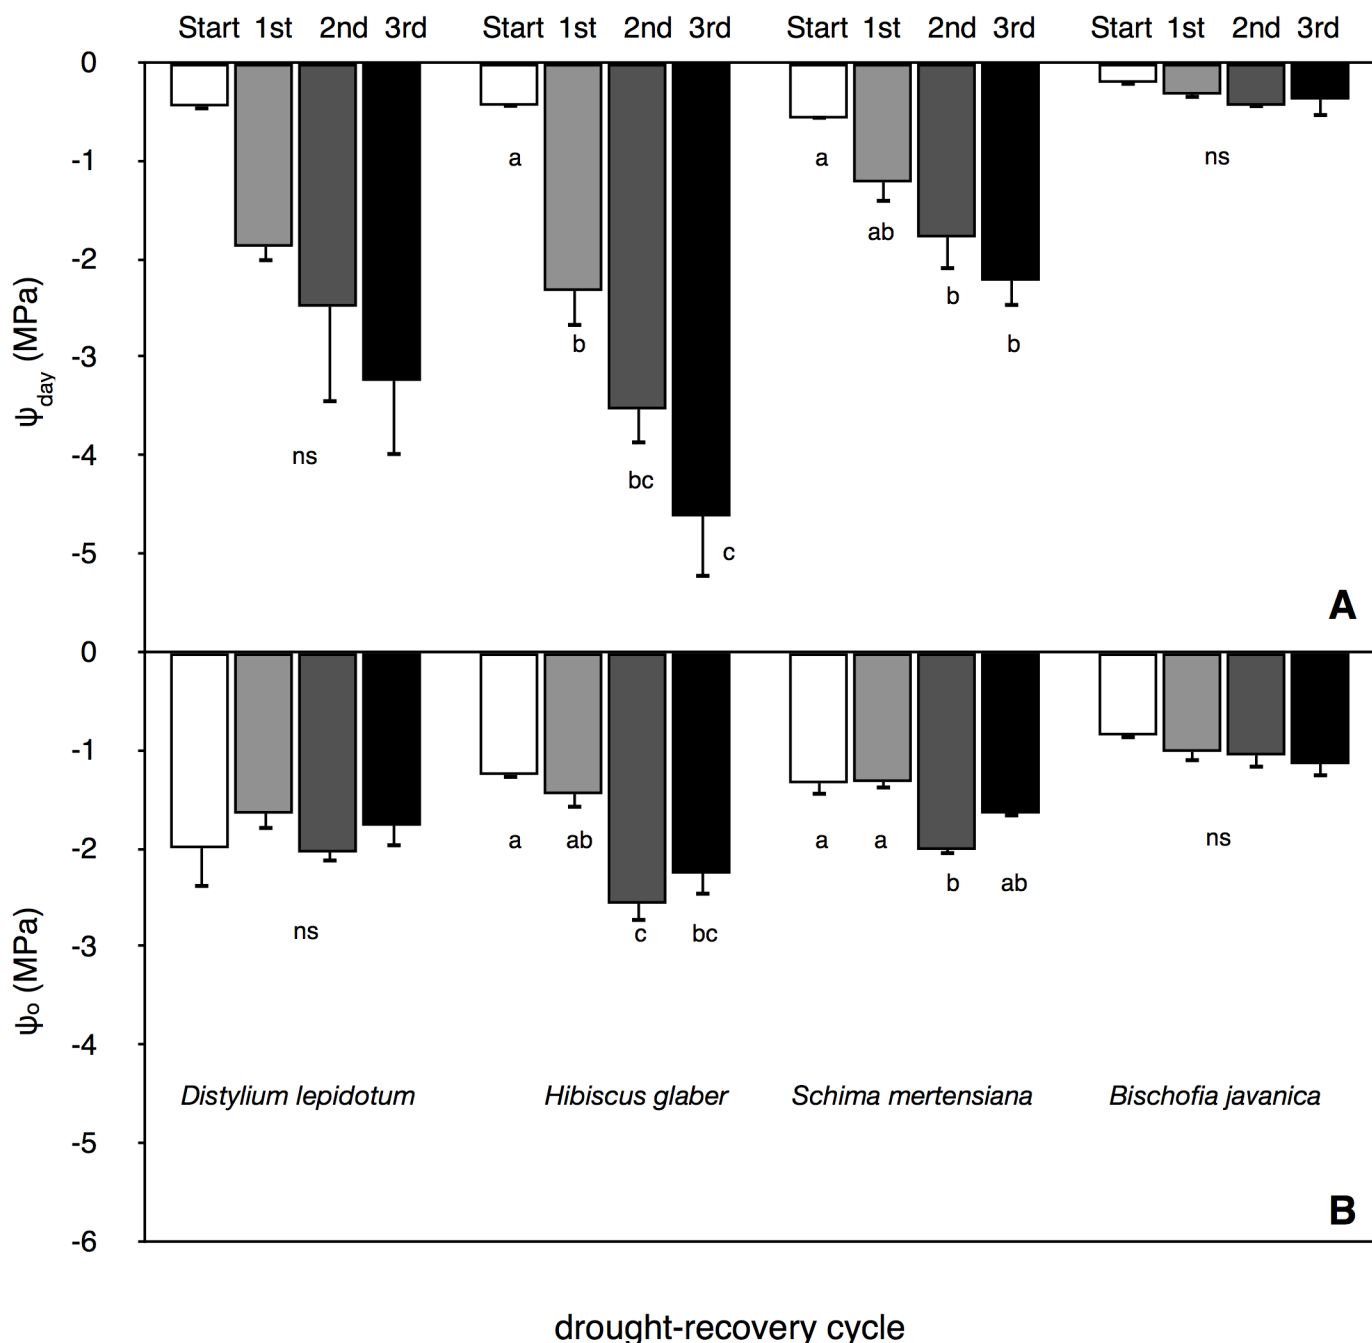 Start 1st 2nd 3rd Start 1st 2nd 3rd Start 1st 2nd 3rd Start 1st 2nd 3rd
0
-1
-2
-3
-4
-5
ψday (MPa)
ns
a
b
bc
c
a
ab
b
b
ns
A
0
-1
-2
-3
-4
-5
-6
ψo (MPa)
ns
a ab c bc
a a b ab
ns
Distylium lepidotum Hibiscus glaber Schima mertensiana Bischofia javanica
B
drought-recovery cycle